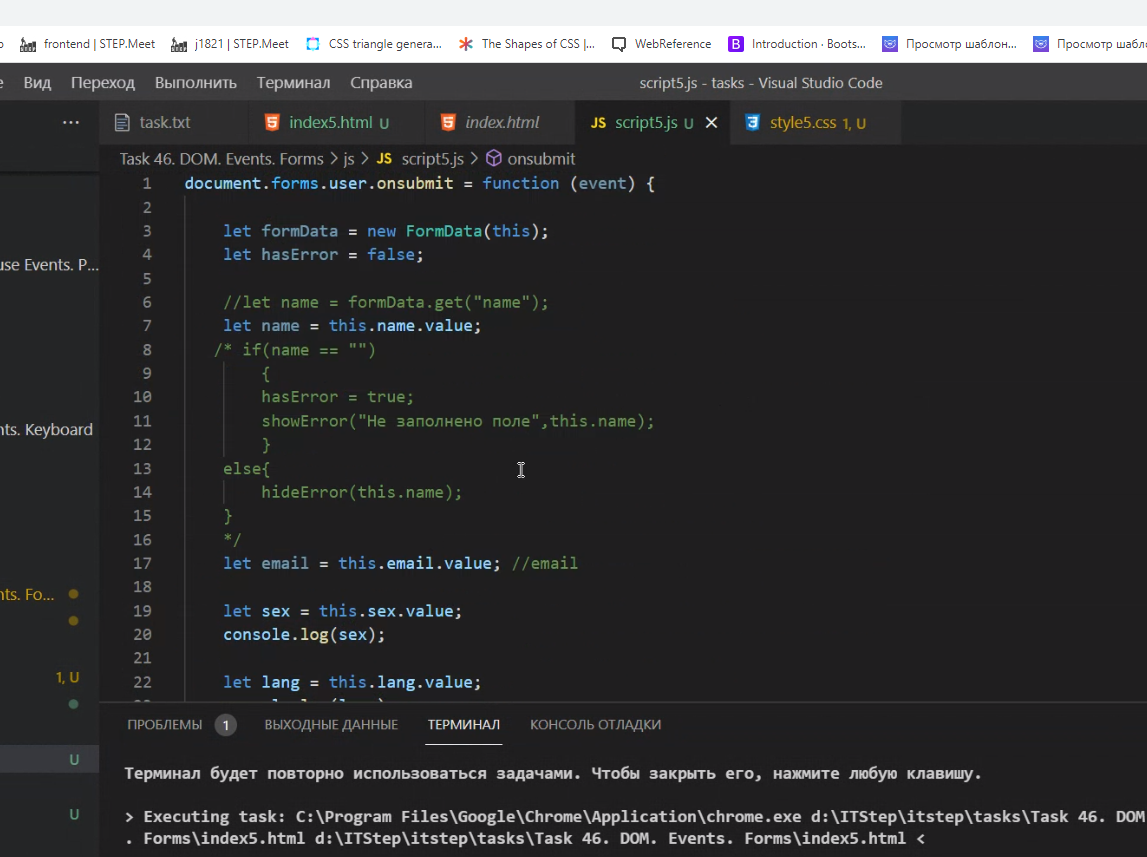 frontend | STEP.Meet j1821 | STEP.Meet CSS triangle genera... The Shapes of CSS |... WebReference B Introduction · Boots... Просмотр шаблон... Просмотр шабл
Вид Переход Выполнить Терминал Справка script5.js - tasks - Visual Studio Code
... task.txt index5.html U index.html JS script5.js U × style5.css 1, U
Task 46. DOM. Events. Forms > js > JS script5.js > onsubmit
1 document.forms.user.onsubmit = function (event) {
2
3 let formData = new FormData(this);
4 let hasError = false;
5
use Events. P...
6 //let name = formData.get("name");
7 let name = this.name.value;
8 /* if(name == "")
9 {
10 hasError = true;
11 showError("Не заполнено поле",this.name);
nts. Keyboard
12 }
13 else{
14 hideError(this.name);
15 }
16 */
17 let email = this.email.value; //email
18
nts. Fo...
19 let sex = this.sex.value;
20 console.log(sex);
21
1, U
22 let lang = this.lang.value;
ПРОБЛЕМЫ 1 ВЫХОДНЫЕ ДАННЫЕ ТЕРМИНАЛ КОНСОЛЬ ОТЛАДКИ
U
Терминал будет повторно использоваться задачами. Чтобы закрыть его, нажмите любую клавишу.
U
> Executing task: C:\Program Files\Google\Chrome\Application\chrome.exe d:\ITStep\itstep\tasks\Task 46. DOM
. Forms\index5.html d:\ITStep\itstep\tasks\Task 46. DOM. Events. Forms\index5.html <